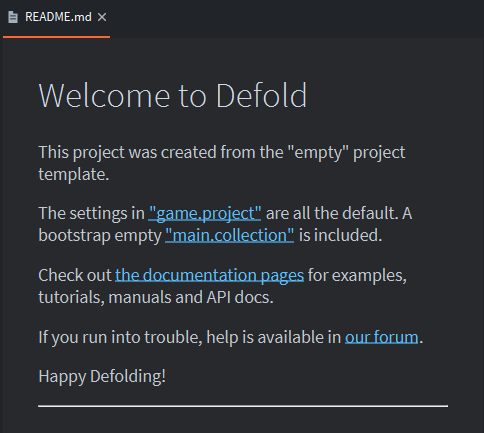 README.md
Welcome to Defold
This project was created from the "empty" project
template.
The settings in "game.project" are all the default. A
bootstrap empty "main.collection" is included.
Check out the documentation pages for examples,
tutorials, manuals and API docs.
If you run into trouble, help is available in our forum.
Happy Defolding!